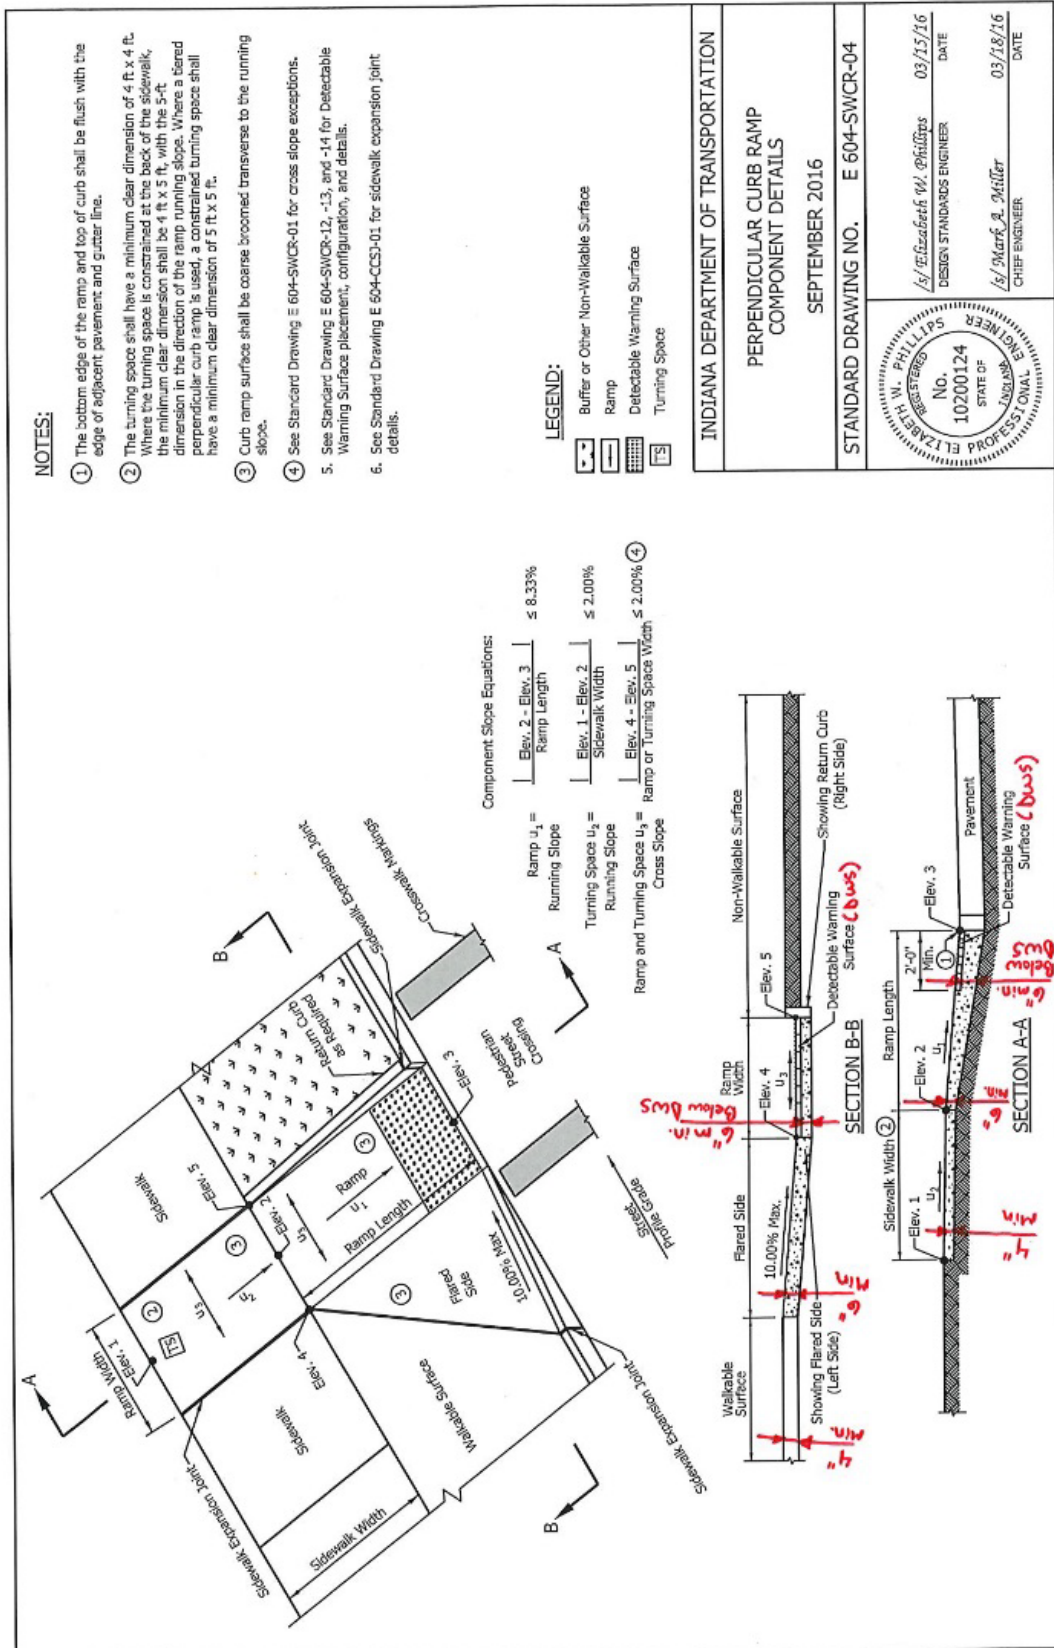 NOTES:
① The bottom edge of the ramp and top of curb shall be flush with the
edge of adjacent pavement and gutter line.
② The turning space shall have a minimum clear dimension of 4 ft x 4 ft.
Where the turning space is constrained at the back of the sidewalk,
the minimum clear dimension shall be 4 ft x 5 ft, with the 5-ft
dimension in the direction of the ramp running slope. Where a tiered
perpendicular curb ramp is used, a constrained turning space shall
have a minimum clear dimension of 5 ft x 5 ft.
③ Curb ramp surface shall be coarse broomed transverse to the running
slope.
④ See Standard Drawing E 604-SWCR-01 for cross slope exceptions.
5. See Standard Drawing E 604-SWCR-12, -13, and -14 for Detectable
Warning Surface placement, configuration, and details.
6. See Standard Drawing E 604-CCSJ-01 for sidewalk expansion joint
details.
LEGEND:
Buffer or Other Non-Walkable Surface
Ramp
Detectable Warning Surface
TS Turning Space
A
Ramp Width
Elev. 1
TS
②
u3
u2
③
Elev. 5
Sidewalk
B
Return Curb
as Required
Sidewalk Expansion Joint
Crosswalk Markings
Sidewalk Expansion Joint
Sidewalk
Elev. 4
Elev. 2
u3
Ramp
u1
③
Ramp Length
Elev. 3
Pedestrian
Street
Crossing
A
Sidewalk Width
Walkable Surface
③
Flared
Side
10.00% Max.
Street
Profile Grade
B
Sidewalk Expansion Joint
Component Slope Equations:
Ramp u1 = | Elev. 2 - Elev. 3 | ≤ 8.33%
Running Slope Ramp Length
Turning Space u2 = | Elev. 1 - Elev. 2 | ≤ 2.00%
Running Slope Sidewalk Width
Ramp and Turning Space u3 = | Elev. 4 - Elev. 5 | ≤ 2.00% ④
Cross Slope Ramp or Turning Space Width
Walkable
Surface
Flared Side
Ramp
Width
Non-Walkable Surface
4"
Min.
6"
Min
10.00% Max.
6" min.
Below DWS
Elev. 4
u3
Elev. 5
Showing Flared Side
(Left Side)
Detectable Warning
Surface (DWS)
Showing Return Curb
(Right Side)
SECTION B-B
Sidewalk Width ②
Ramp Length
Elev. 1
u2
Elev. 2
u1
2'-0"
Min.
①
Elev. 3
Pavement
4"
Min
6"
Min.
6" min.
Below
DWS
Detectable Warning
Surface (DWS)
SECTION A-A
INDIANA DEPARTMENT OF TRANSPORTATION
PERPENDICULAR CURB RAMP
COMPONENT DETAILS
SEPTEMBER 2016
STANDARD DRAWING NO. E 604-SWCR-04
ELIZABETH W. PHILLIPS
REGISTERED
No.
10200124
STATE OF
INDIANA
PROFESSIONAL ENGINEER
/s/ Elizabeth W. Phillips 03/15/16
DESIGN STANDARDS ENGINEER DATE
/s/ Mark A. Miller 03/18/16
CHIEF ENGINEER DATE